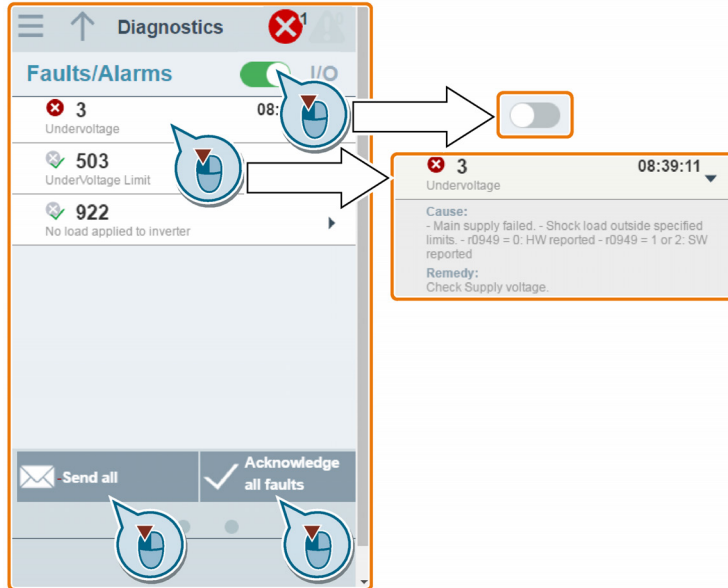 Diagnostics
1
Faults/Alarms
I/O
3
08:
Undervoltage
503
UnderVoltage Limit
922
No load applied to inverter
-Send all
Acknowledge
all faults
3
08:39:11
Undervoltage
Cause:
- Main supply failed. - Shock load outside specified
limits. - r0949 = 0: HW reported - r0949 = 1 or 2: SW
reported
Remedy:
Check Supply voltage.